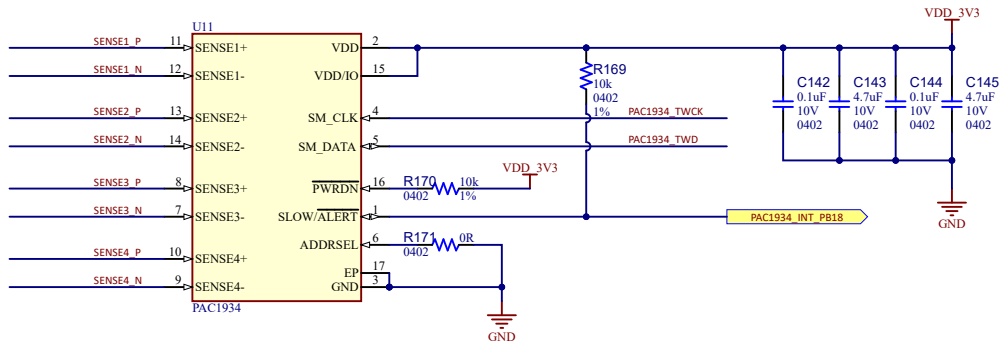 U11
VDD_3V3
SENSE1_P 11 SENSE1+ VDD 2
SENSE1_N 12 SENSE1- VDD/IO 15
R169
10k
0402
1%
C142
0.1uF
10V
0402
C143
4.7uF
10V
0402
C144
0.1uF
10V
0402
C145
4.7uF
10V
0402
SENSE2_P 13 SENSE2+ SM_CLK 4 PAC1934_TWCK
SENSE2_N 14 SENSE2- SM_DATA 5 PAC1934_TWD
VDD_3V3
SENSE3_P 8 SENSE3+ PWRDN 16 R170 10k
0402 1%
SENSE3_N 7 SENSE3- SLOW/ALERT 1 PAC1934_INT_PB18
GND
ADDRSEL 6 R171 0R
0402
SENSE4_P 10 SENSE4+
EP 17
SENSE4_N 9 SENSE4- GND 3
PAC1934
GND